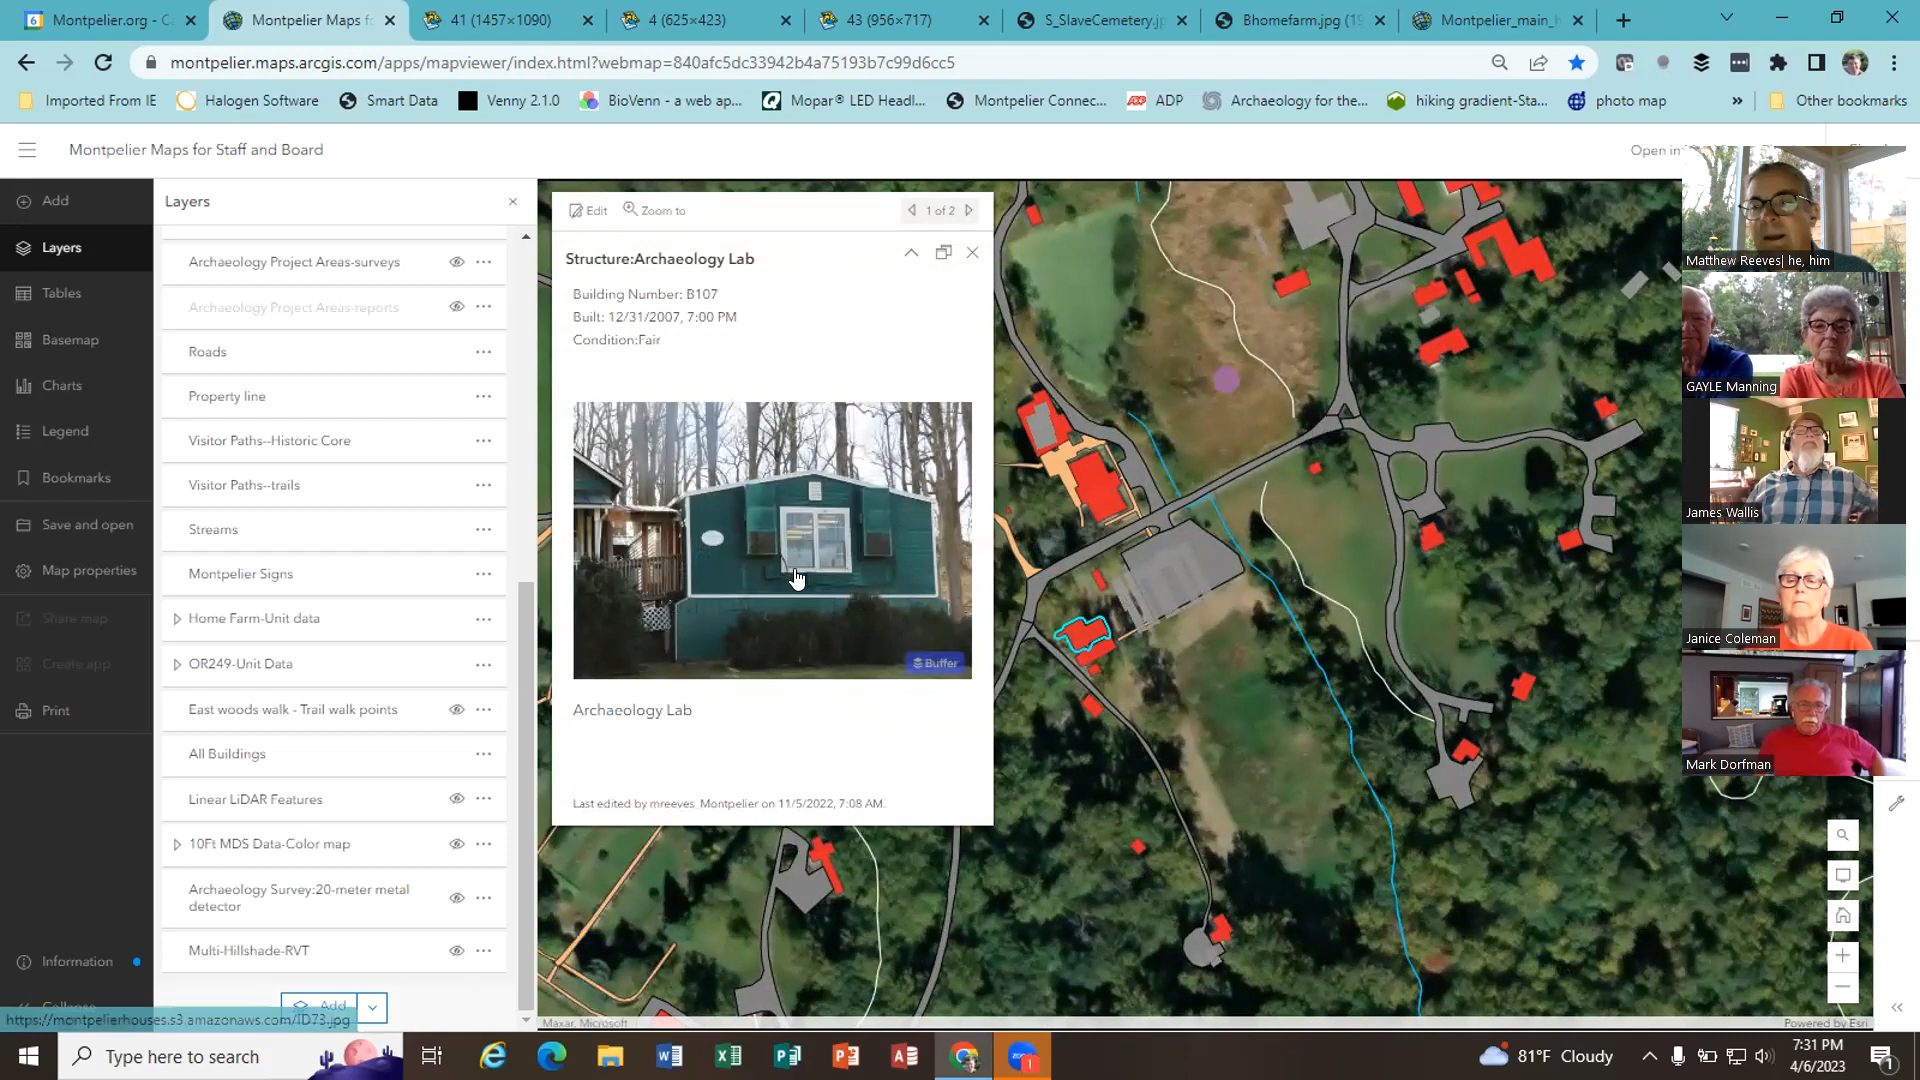 Montpelier.org - C
Montpelier Maps f
41 (1457×1090)
4 (625×423)
43 (956×717)
S_SlaveCemetery.j
Bhomefarm.jpg (19
Montpelier_main_h
montpelier.maps.arcgis.com/apps/mapviewer/index.html?webmap=840afc5dc33942b4a75193b7c99d6cc5
Imported From IE
Halogen Software
Smart Data
Venny 2.1.0
BioVenn - a web ap...
Mopar® LED Headl...
Montpelier Connec...
ADP
Archaeology for the...
hiking gradient-Sta...
photo map
Other bookmarks
Montpelier Maps for Staff and Board
Open in
Add
Layers
Tables
Basemap
Charts
Legend
Bookmarks
Save and open
Map properties
Share map
Create app
Print
Information
Collapse
Layers
Archaeology Project Areas-surveys
Archaeology Project Areas-reports
Roads
Property line
Visitor Paths--Historic Core
Visitor Paths--trails
Streams
Montpelier Signs
Home Farm-Unit data
OR249-Unit Data
East woods walk - Trail walk points
All Buildings
Linear LiDAR Features
10Ft MDS Data-Color map
Archaeology Survey:20-meter metal
detector
Multi-Hillshade-RVT
Add
https://montpelierhouses.s3.amazonaws.com/ID73.jpg
Edit
Zoom to
1 of 2
Structure:Archaeology Lab
Building Number: B107
Built: 12/31/2007, 7:00 PM
Condition:Fair
Buffer
Archaeology Lab
Last edited by mreeves_Montpelier on 11/5/2022, 7:08 AM.
Matthew Reeves| he, him
GAYLE Manning
James Wallis
Janice Coleman
Mark Dorfman
Maxar, Microsoft
Powered by Esri
Type here to search
81°F Cloudy
7:31 PM
4/6/2023